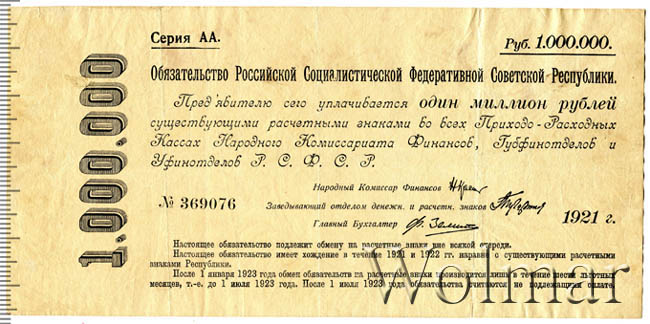 Серия АА.
Руб. 1.000.000.
1.000.000
Обязательство Российской Социалистической Федеративной Советской Республики.
Пред'явителю сего уплачивается один миллион рублей
существующими расчетными знаками во всех Приходо-Расходных
Кассах Народного Комиссариата Финансов, Губфинотделов и
Уфинотделов Р. С. Ф. С. Р.
Народный Комиссар Финансов
№ 369076
Заведывающий отделом денежн. и расчетн. знаков
1921 г.
Главный Бухгалтер
Настоящее обязательство подлежит обмену на расчетные знаки вне всякой очереди.
Настоящее обязательство имеет хождение в течение 1921 и 1922 гг. наравне с существующими расчетными
знаками Республики.
После 1 января 1923 года обмен обязательств на расчетные знаки производится лишь в течение шести льготных
месяцев, т.-е. до 1 июля 1923 года. После 1 июля 1923 года обязательства считаются не подлежащими оплате.
Wolmar